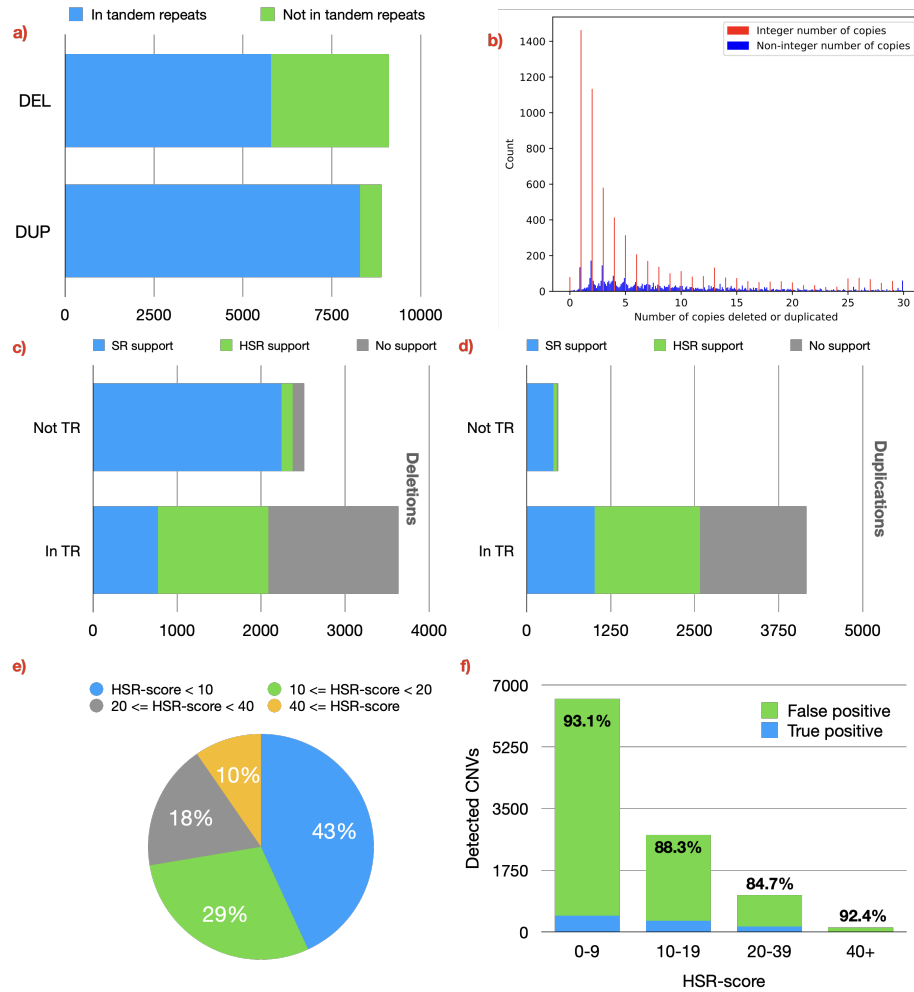 a)
In tandem repeats
Not in tandem repeats
DEL
DUP
0
2500
5000
7500
10000
b)
Integer number of copies
Non-integer number of copies
Count
1400
1200
1000
800
600
400
200
0
0
5
10
15
20
25
30
Number of copies deleted or duplicated
c)
SR support
HSR support
No support
Not TR
In TR
Deletions
0
1000
2000
3000
4000
d)
SR support
HSR support
No support
Not TR
In TR
Duplications
0
1250
2500
3750
5000
e)
HSR-score < 10
10 <= HSR-score < 20
20 <= HSR-score < 40
40 <= HSR-score
10%
43%
18%
29%
f)
False positive
True positive
Detected CNVs
7000
5250
3500
1750
0
93.1%
88.3%
84.7%
92.4%
0-9
10-19
20-39
40+
HSR-score